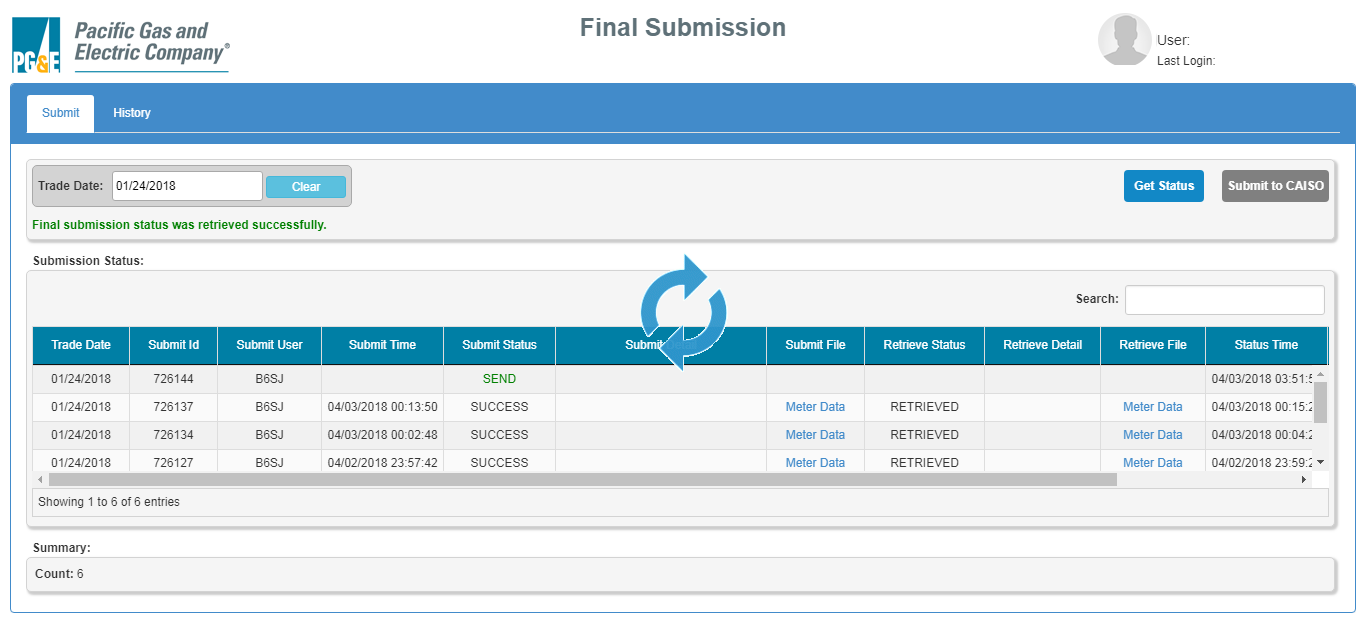 PG&E
Pacific Gas and
Electric Company®
Final Submission
User:
Last Login:
Submit History
Trade Date: 01/24/2018 Clear Get Status Submit to CAISO
Final submission status was retrieved successfully.
Submission Status:
Search:
Trade Date Submit Id Submit User Submit Time Submit Status Submit Submit File Retrieve Status Retrieve Detail Retrieve File Status Time
01/24/2018 726144 B6SJ SEND 04/03/2018 03:51:5
01/24/2018 726137 B6SJ 04/03/2018 00:13:50 SUCCESS Meter Data RETRIEVED Meter Data 04/03/2018 00:15:2
01/24/2018 726134 B6SJ 04/03/2018 00:02:48 SUCCESS Meter Data RETRIEVED Meter Data 04/03/2018 00:04:2
01/24/2018 726127 B6SJ 04/02/2018 23:57:42 SUCCESS Meter Data RETRIEVED Meter Data 04/02/2018 23:59:2
Showing 1 to 6 of 6 entries
Summary:
Count: 6